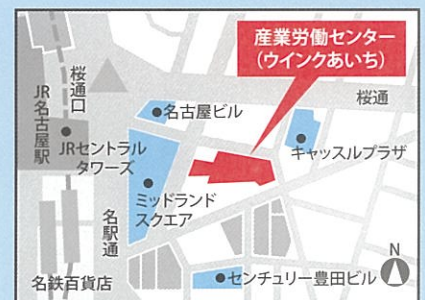 産業労働センター
(ウインクあいち)
桜通口
JR名古屋駅
名古屋ビル
桜通
JRセントラル
タワーズ
キャッスルプラザ
ミッドランド
スクエア
名駅通
名鉄百貨店
センチュリー豊田ビル
N